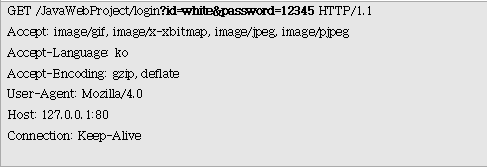 GET /JavaWebProject/login?id=white&password=12345 HTTP/1.1
Accept: image/gif, image/x-xbitmap, image/jpeg, image/pjpeg
Accept-Language: ko
Accept-Encoding: gzip, deflate
User-Agent: Mozilla/4.0
Host: 127.0.0.1:80
Connection: Keep-Alive